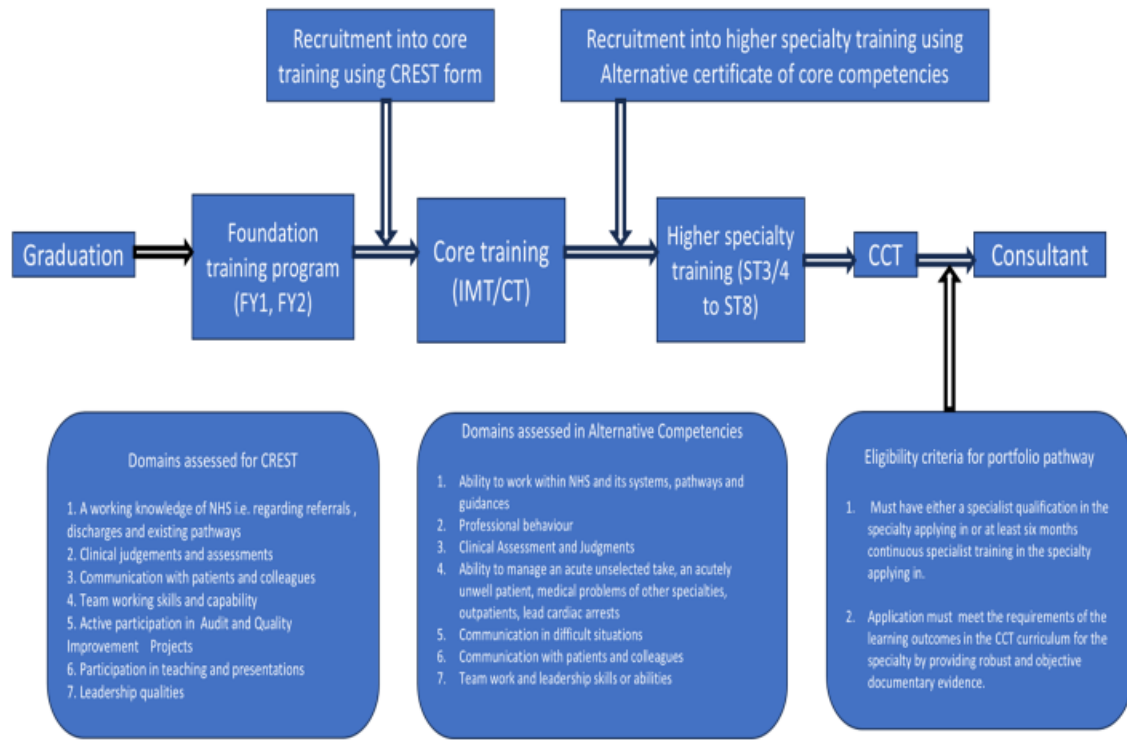 Recruitment into core
training using CREST form
Recruitment into higher specialty training using
Alternative certificate of core competencies
Graduation
Foundation
training program
(FY1, FY2)
Core training
(IMT/CT)
Higher specialty
training (ST3/4
to ST8)
CCT
Consultant
Domains assessed for CREST
1. A working knowledge of NHS i.e. regarding referrals ,
discharges and existing pathways
2. Clinical judgements and assessments
3. Communication with patients and colleagues
4. Team working skills and capability
5. Active participation in Audit and Quality
Improvement Projects
6. Participation in teaching and presentations
7. Leadership qualities
Domains assessed in Alternative Competencies
1. Ability to work within NHS and its systems, pathways and
guidances
2. Professional behaviour
3. Clinical Assessment and Judgments
4. Ability to manage an acute unselected take, an acutely
unwell patient, medical problems of other specialties,
outpatients, lead cardiac arrests
5. Communication in difficult situations
6. Communication with patients and colleagues
7. Team work and leadership skills or abilities
Eligibility criteria for portfolio pathway
1. Must have either a specialist qualification in the
specialty applying in or at least six months
continuous specialist training in the specialty
applying in.
2. Application must meet the requirements of the
learning outcomes in the CCT curriculum for the
specialty by providing robust and objective
documentary evidence.